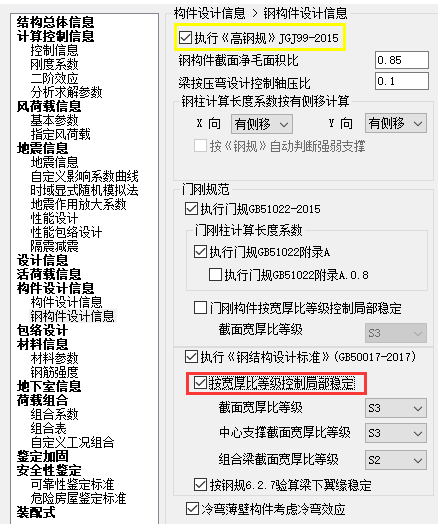 结构总体信息
计算控制信息
控制信息
刚度系数
二阶效应
分析求解参数
风荷载信息
基本参数
指定风荷载
地震信息
地震信息
自定义影响系数曲线
时域显式随机模拟法
地震作用放大系数
性能设计
性能包络设计
隔震减震
设计信息
活荷载信息
构件设计信息
构件设计信息
钢构件设计信息
包络设计
材料信息
材料参数
钢筋强度
地下室信息
荷载组合
组合系数
组合表
自定义工况组合
鉴定加固
安全性鉴定
可靠性鉴定标准
危险房屋鉴定标准
装配式
构件设计信息 > 钢构件设计信息
执行《高钢规》JGJ99-2015
钢构件截面净毛面积比 0.85
梁按压弯设计控制轴压比 0.1
钢柱计算长度系数按有侧移计算
X 向 有侧移 Y 向 有侧移
按《钢规》自动判断强弱支撑
门刚规范
执行门规GB51022-2015
门刚柱计算长度系数
执行门规GB51022附录A
执行门规GB51022附录A.0.8
门刚构件按宽厚比等级控制局部稳定
截面宽厚比等级 S3
执行《钢结构设计标准》(GB50017-2017)
按宽厚比等级控制局部稳定
截面宽厚比等级 S3
中心支撑截面宽厚比等级 S3
组合梁截面宽厚比等级 S2
按钢规6.2.7验算梁下翼缘稳定
冷弯薄壁构件考虑冷弯效应